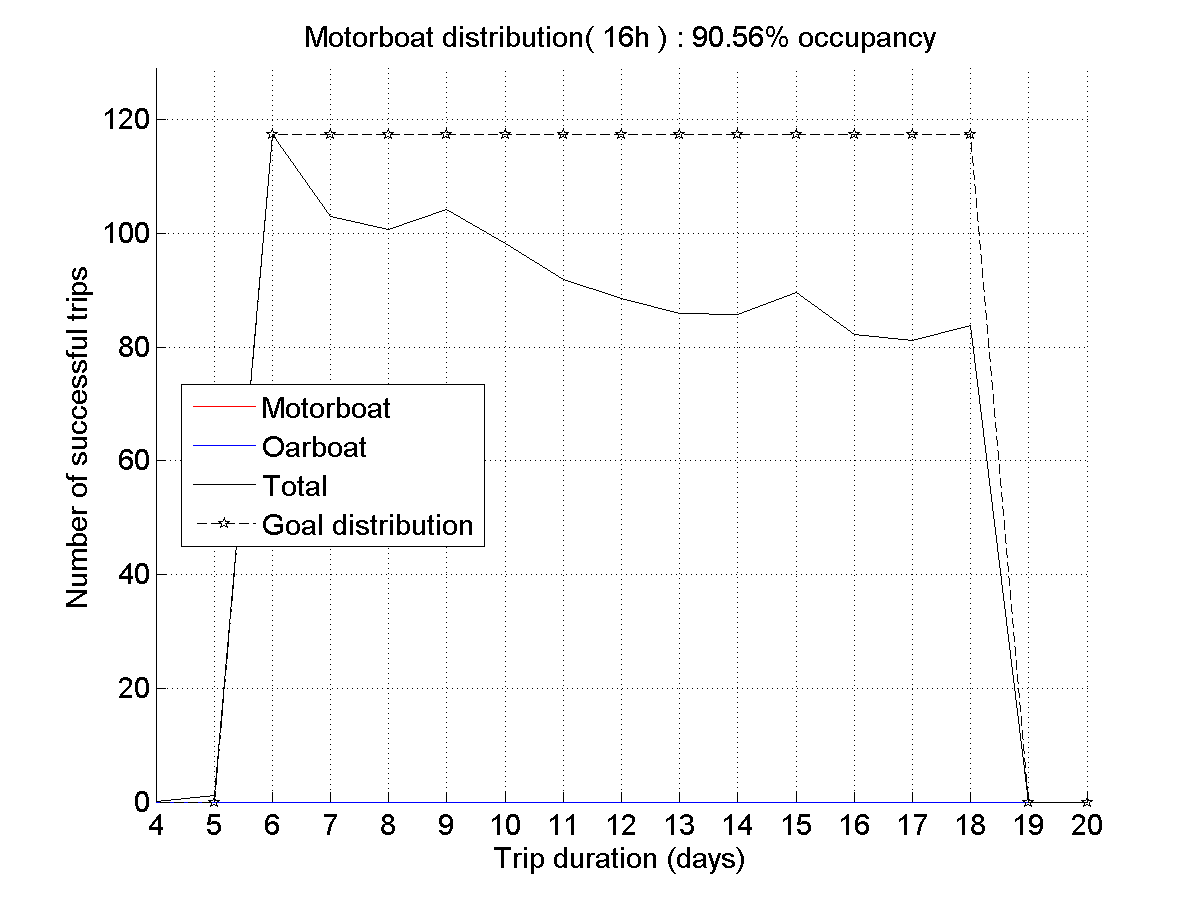 Motorboat distribution( 16h ) : 90.56% occupancy
120
100
80
60
40
20
0
Number of successful trips
Motorboat
Oarboat
Total
Goal distribution
4 5 6 7 8 9 10 11 12 13 14 15 16 17 18 19 20
Trip duration (days)